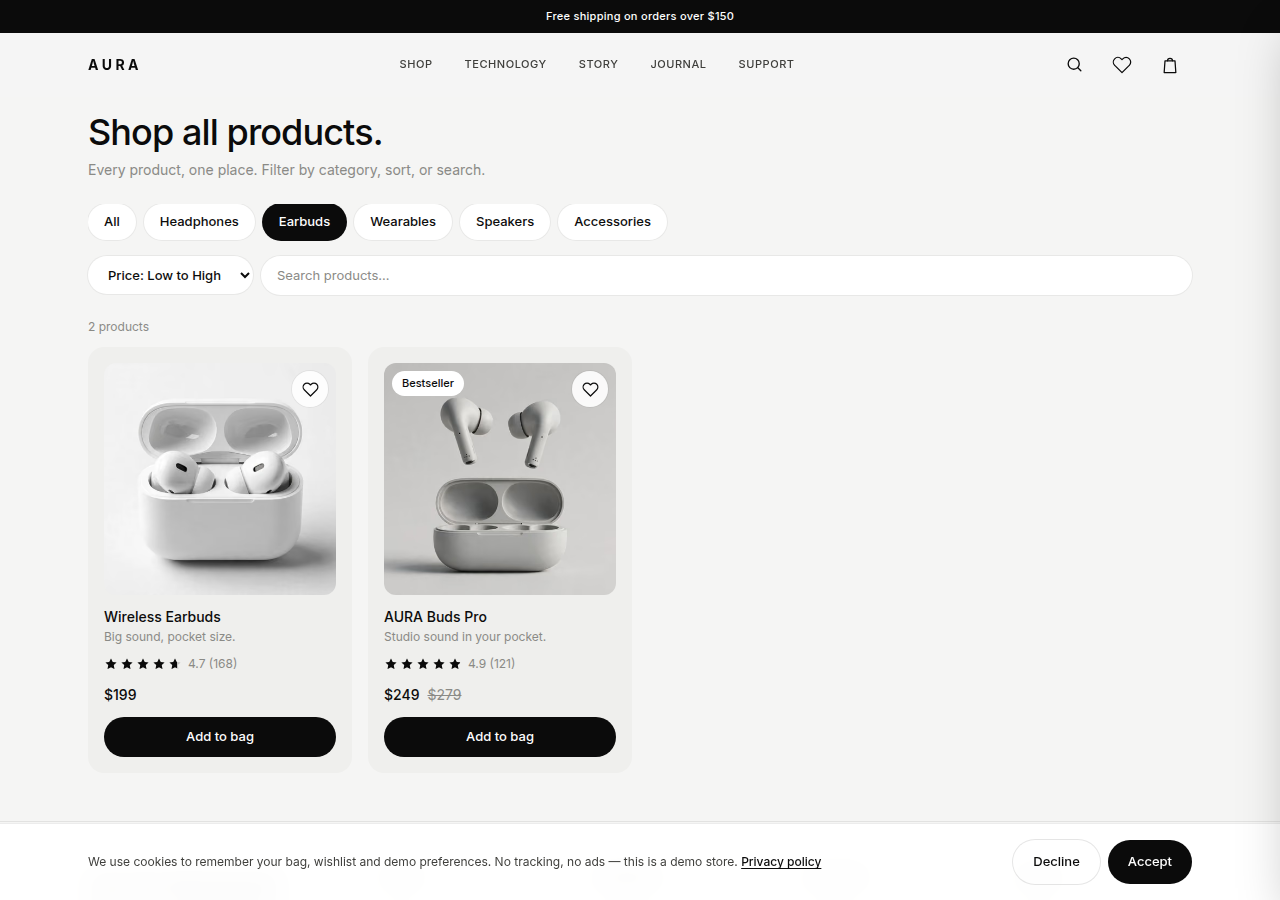 Free shipping on orders over $150
AURA
SHOP
TECHNOLOGY
STORY
JOURNAL
SUPPORT
Shop all products.
Every product, one place. Filter by category, sort, or search.
All
Headphones
Earbuds
Wearables
Speakers
Accessories
Price: Low to High
Search products...
2 products
Wireless Earbuds
Big sound, pocket size.
4.7 (168)
$199
Add to bag
Bestseller
AURA Buds Pro
Studio sound in your pocket.
4.9 (121)
$249 $279
Add to bag
We use cookies to remember your bag, wishlist and demo preferences. No tracking, no ads — this is a demo store. Privacy policy
Decline
Accept